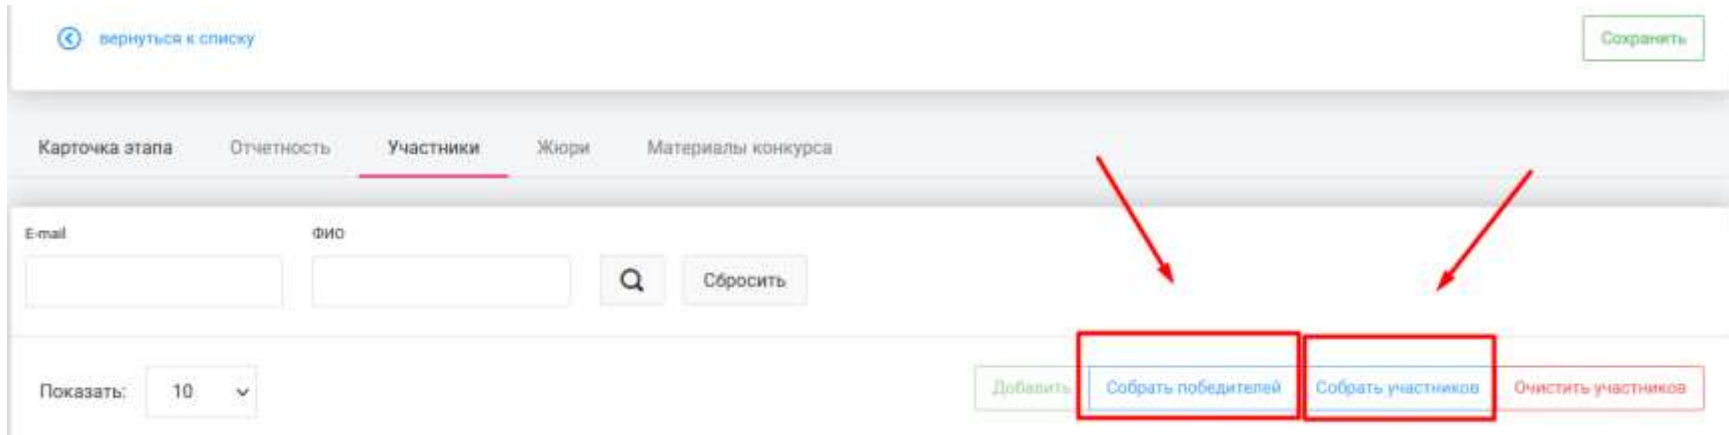 вернуться к списку
Сохранить
Карточка этапа Отчетность Участники Жюри Материалы конкурса
E-mail ФИО
Сбросить
Показать: 10 Добавить Собрать победителей Собрать участников Очистить участников